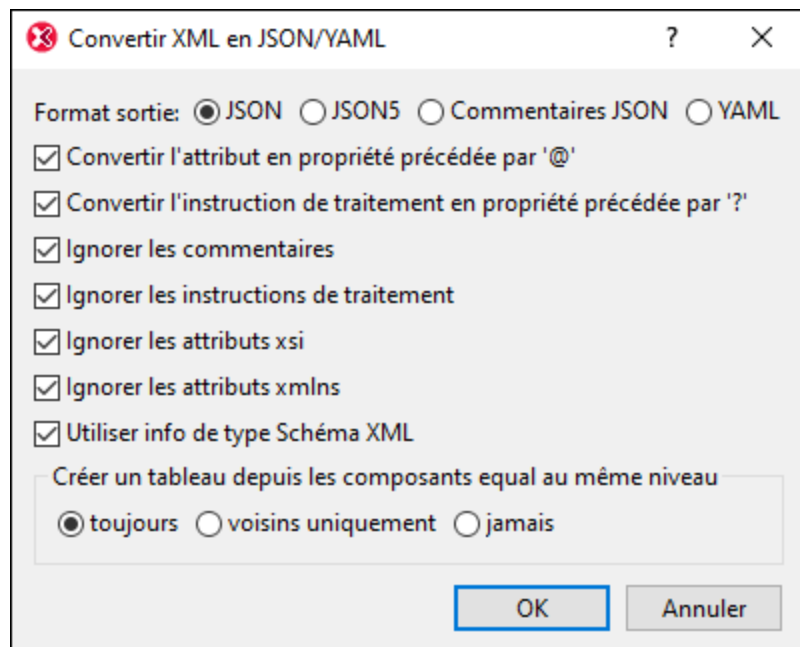 Convertir XML en JSON/YAML
Format sortie: JSON JSON5 Commentaires JSON YAML
Convertir l'attribut en propriété précédée par '@'
Convertir l'instruction de traitement en propriété précédée par '?'
Ignorer les commentaires
Ignorer les instructions de traitement
Ignorer les attributs xsi
Ignorer les attributs xmlns
Utiliser info de type Schéma XML
Créer un tableau depuis les composants equal au même niveau
toujours voisins uniquement jamais
OK Annuler